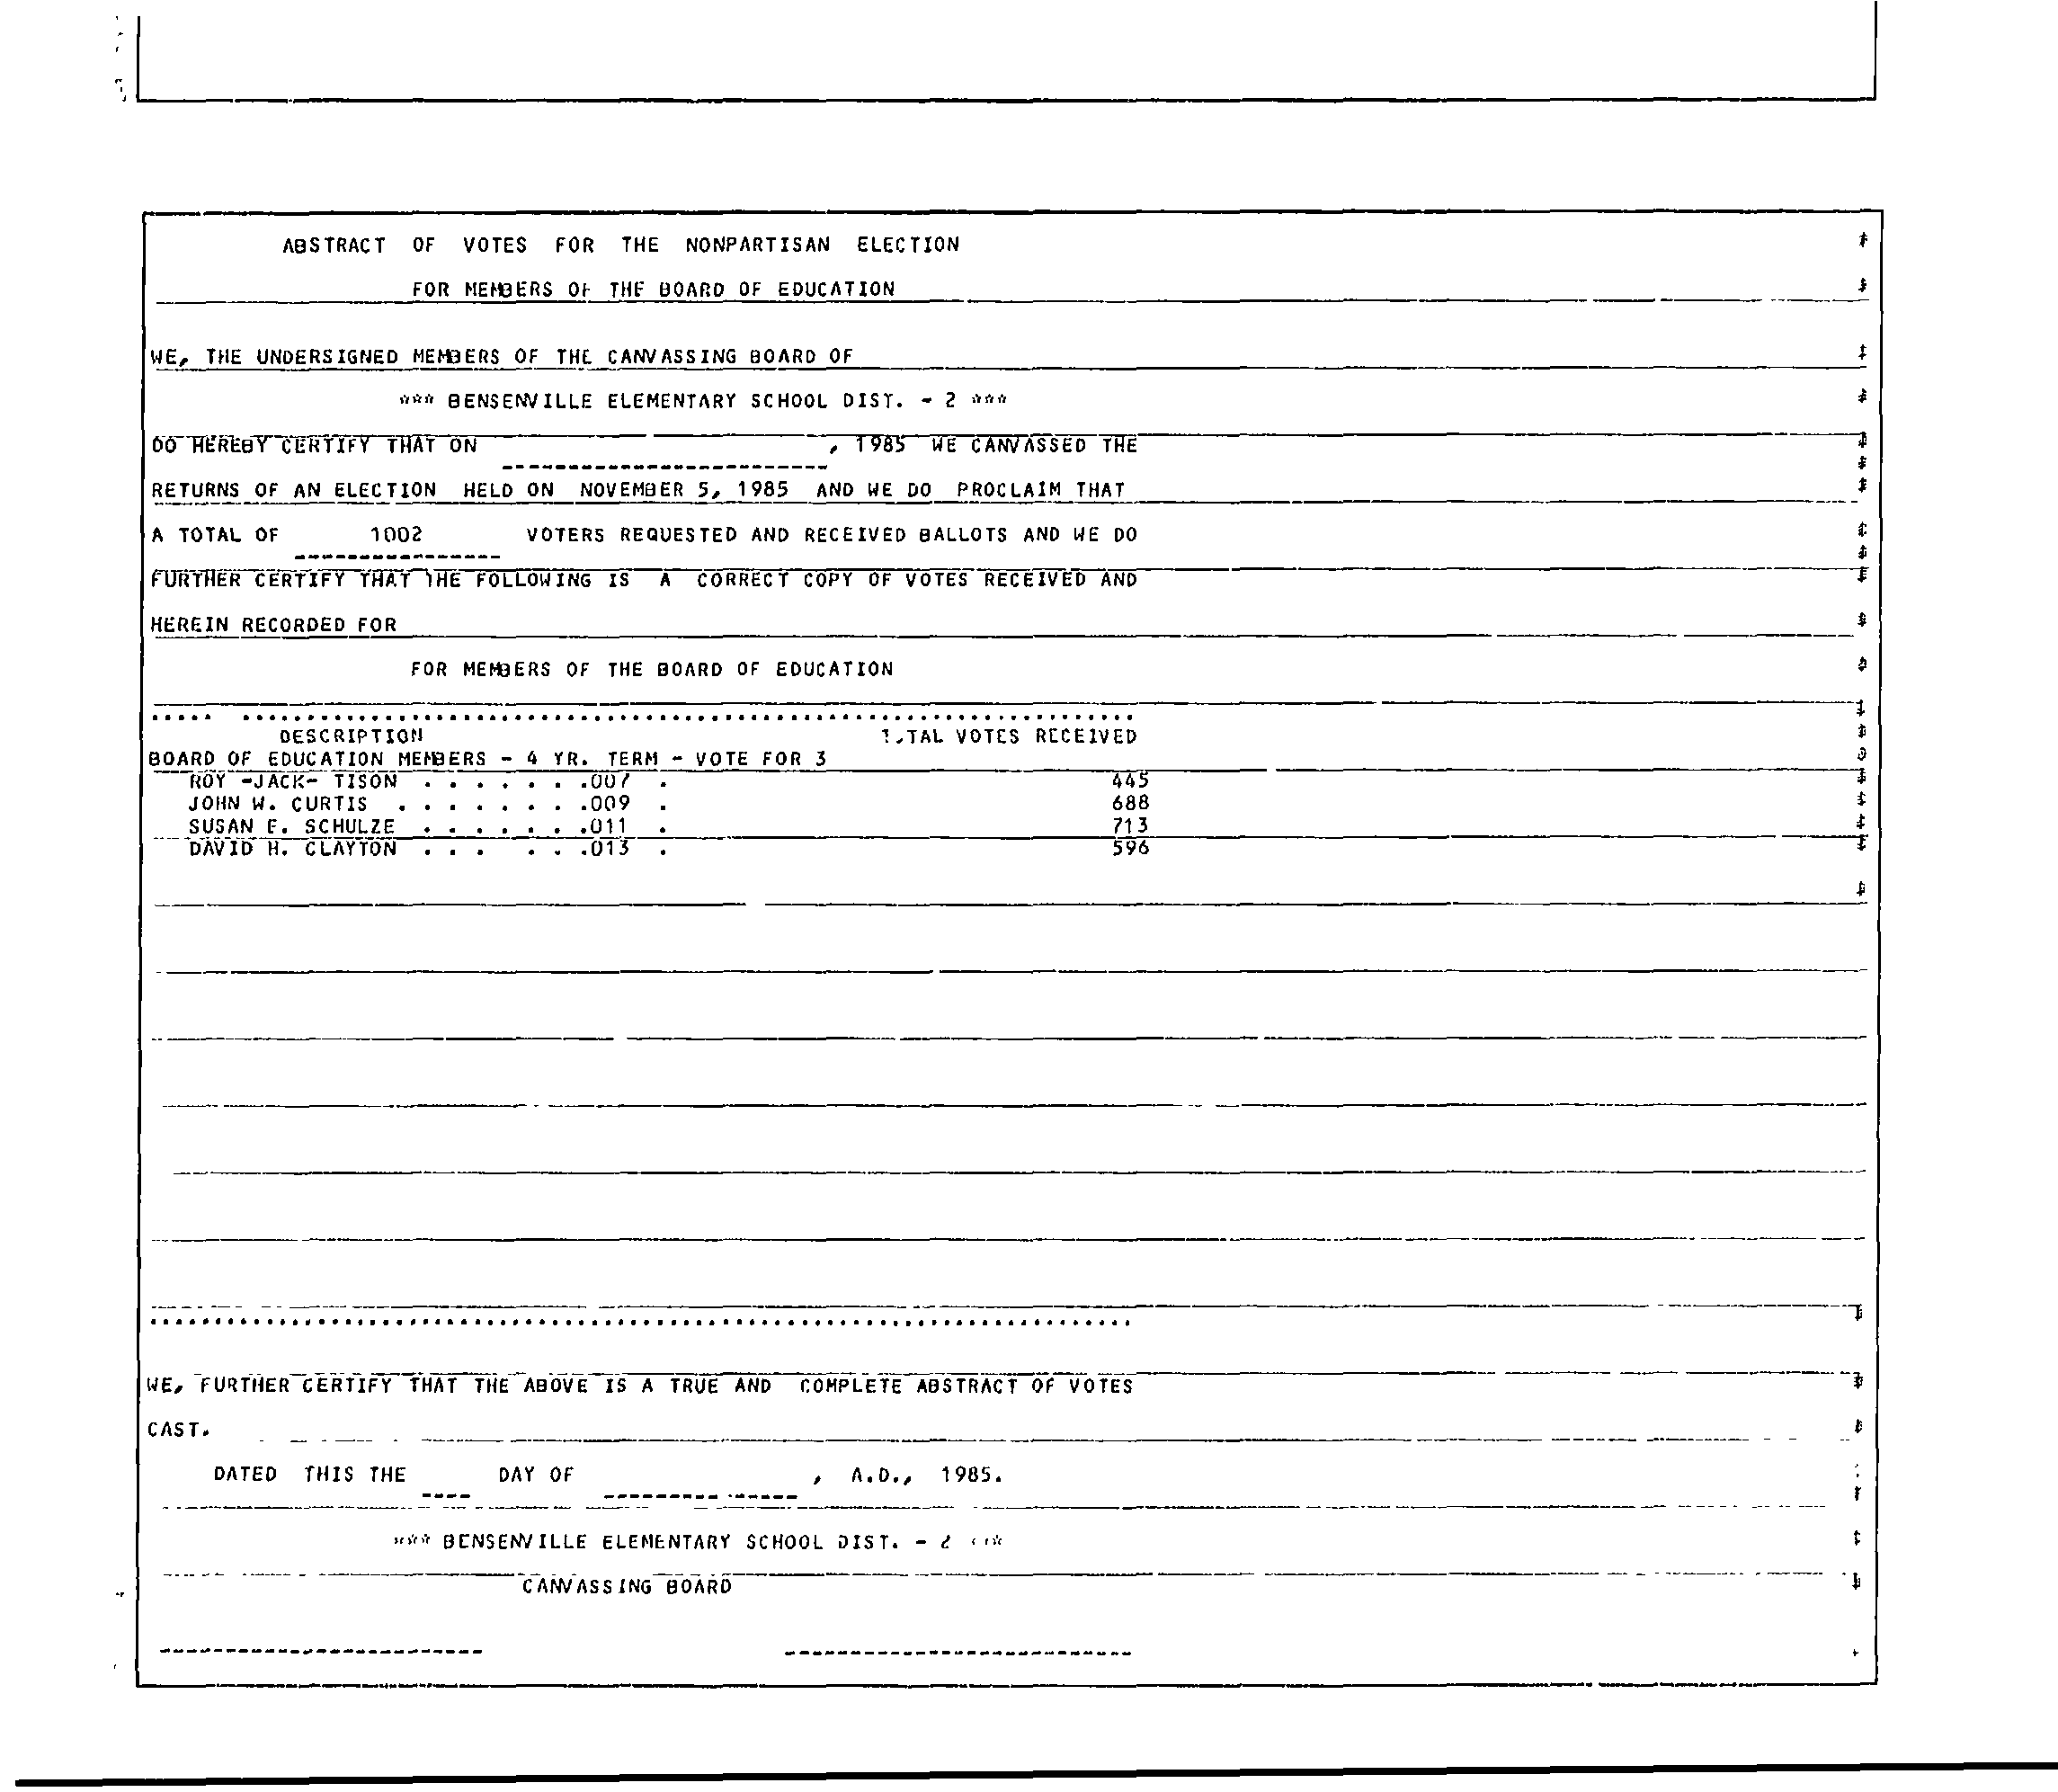 ABSTRACT OF VOTES FOR THE NONPARTISAN ELECTION
FOR MEMBERS OF THE BOARD OF EDUCATION
WE, THE UNDERSIGNED MEMBERS OF THE CANVASSING BOARD OF
*** BENSENVILLE ELEMENTARY SCHOOL DIST. - 2 ***
DO HEREBY CERTIFY THAT ON , 1985 WE CANVASSED THE
RETURNS OF AN ELECTION HELD ON NOVEMBER 5, 1985 AND WE DO PROCLAIM THAT
A TOTAL OF 1002 VOTERS REQUESTED AND RECEIVED BALLOTS AND WE DO
FURTHER CERTIFY THAT THE FOLLOWING IS A CORRECT COPY OF VOTES RECEIVED AND
HEREIN RECORDED FOR
FOR MEMBERS OF THE BOARD OF EDUCATION
DESCRIPTION TOTAL VOTES RECEIVED
BOARD OF EDUCATION MEMBERS - 4 YR. TERM - VOTE FOR 3
ROY -JACK- TISON . . . . . . .007 . 445
JOHN W. CURTIS . . . . . . . .009 . 688
SUSAN E. SCHULZE . . . . . . .011 . 713
DAVID H. CLAYTON . . . . . .013 . 596
WE, FURTHER CERTIFY THAT THE ABOVE IS A TRUE AND COMPLETE ABSTRACT OF VOTES
CAST.
DATED THIS THE DAY OF , A.D., 1985.
*** BENSENVILLE ELEMENTARY SCHOOL DIST. - 2 ***
CANVASSING BOARD